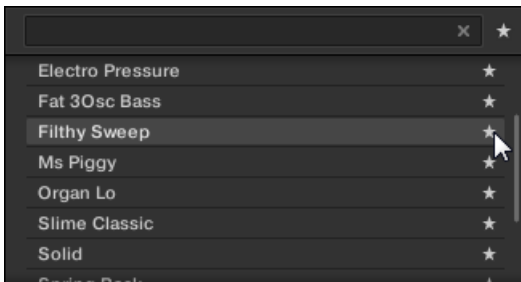 Electro Pressure
Fat 3Osc Bass
Filthy Sweep
Ms Piggy
Organ Lo
Slime Classic
Solid